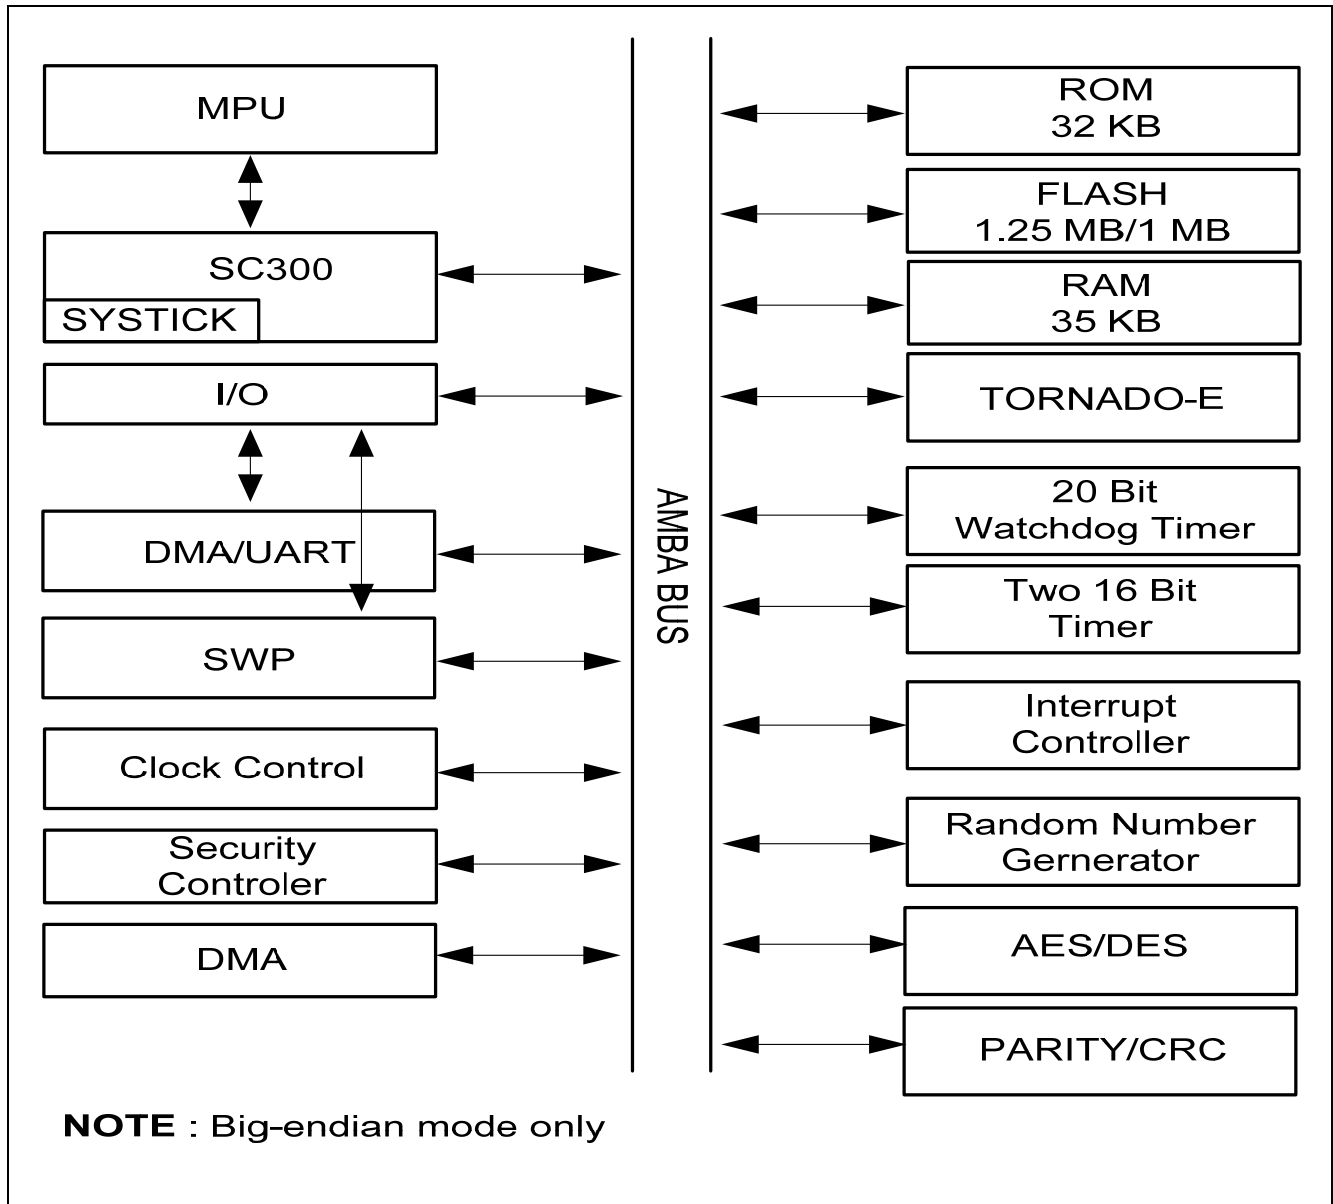 MPU
SC300
SYSTICK
I/O
DMA/UART
SWP
Clock Control
Security
Controler
DMA
AMBA BUS
ROM
32 KB
FLASH
1.25 MB/1 MB
RAM
35 KB
TORNADO-E
20 Bit
Watchdog Timer
Two 16 Bit
Timer
Interrupt
Controller
Random Number
Gernerator
AES/DES
PARITY/CRC
NOTE : Big-endian mode only